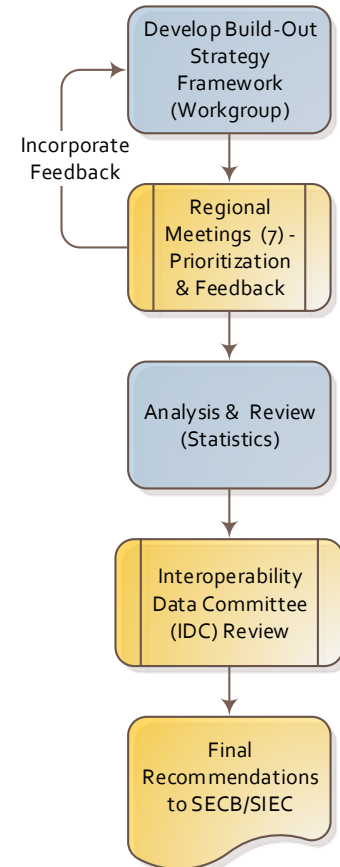 Develop Build-Out
Strategy
Framework
(Workgroup)
Incorporate
Feedback
Regional
Meetings (7) -
Prioritization
& Feedback
Analysis & Review
(Statistics)
Interoperability
Data Committee
(IDC) Review
Final
Recommendations
to SECB/SIEC